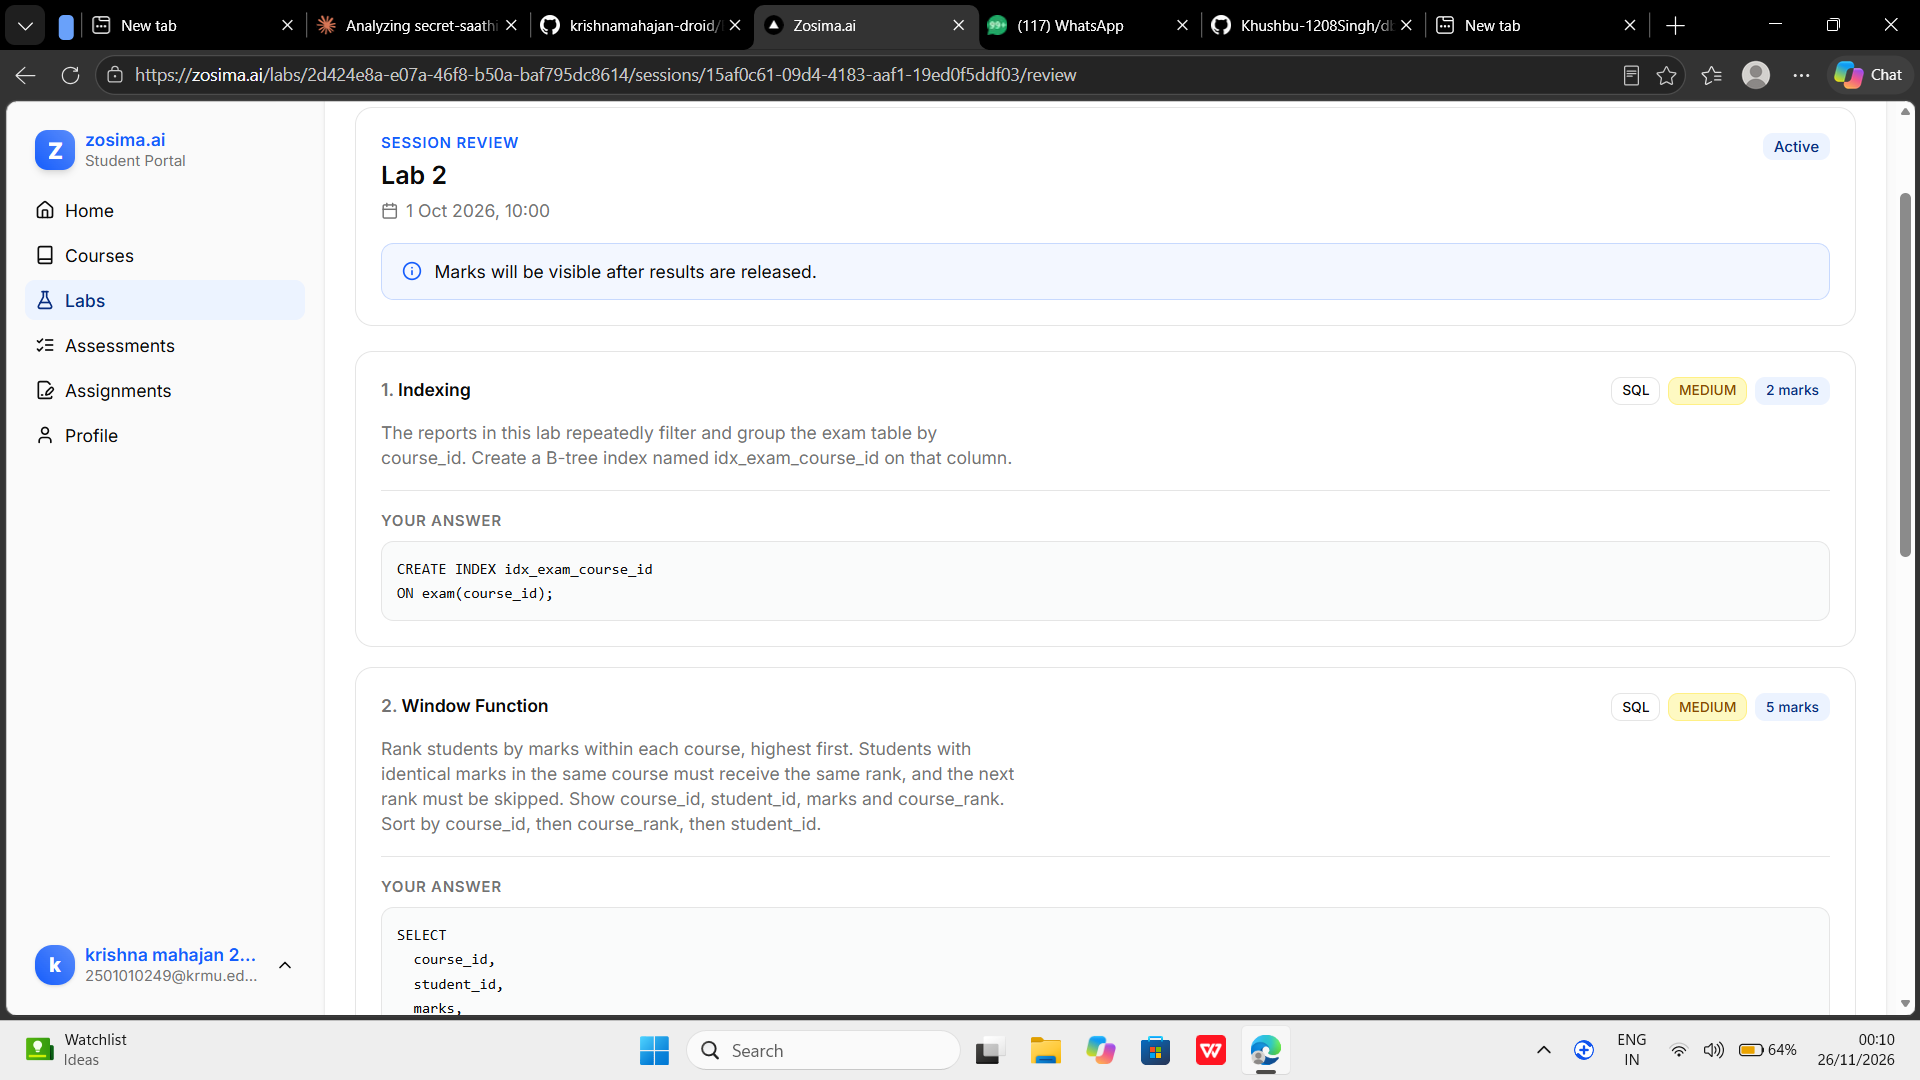 New tab
Analyzing secret-saathi
krishnamahajan-droid/
Zosima.ai
(117) WhatsApp
Khushbu-1208Singh/db
New tab
https://zosima.ai/labs/2d424e8a-e07a-46f8-b50a-baf795dc8614/sessions/15af0c61-09d4-4183-aaf1-19ed0f5ddf03/review
Chat
Z
zosima.ai
Student Portal
Home
Courses
Labs
Assessments
Assignments
Profile
k
krishna mahajan 2...
2501010249@krmu.ed...
SESSION REVIEW
Active
Lab 2
1 Oct 2026, 10:00
Marks will be visible after results are released.
1. Indexing
SQL
MEDIUM
2 marks
The reports in this lab repeatedly filter and group the exam table by
course_id. Create a B-tree index named idx_exam_course_id on that column.
YOUR ANSWER
CREATE INDEX idx_exam_course_id
ON exam(course_id);
2. Window Function
SQL
MEDIUM
5 marks
Rank students by marks within each course, highest first. Students with
identical marks in the same course must receive the same rank, and the next
rank must be skipped. Show course_id, student_id, marks and course_rank.
Sort by course_id, then course_rank, then student_id.
YOUR ANSWER
SELECT
course_id,
student_id,
marks,
Watchlist
Ideas
Search
ENG
IN
64%
00:10
26/11/2026